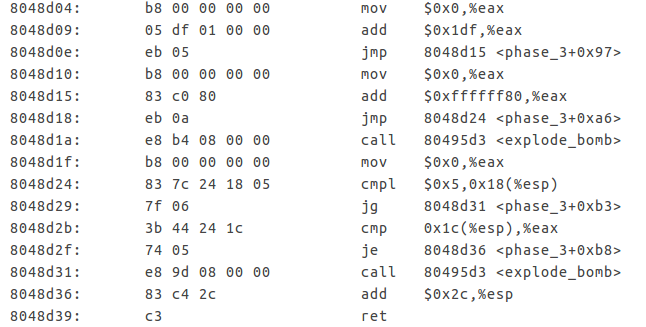 8048d04: b8 00 00 00 00 mov $0x0,%eax
8048d09: 05 df 01 00 00 add $0x1df,%eax
8048d0e: eb 05 jmp 8048d15 <phase_3+0x97>
8048d10: b8 00 00 00 00 mov $0x0,%eax
8048d15: 83 c0 80 add $0xffffff80,%eax
8048d18: eb 0a jmp 8048d24 <phase_3+0xa6>
8048d1a: e8 b4 08 00 00 call 80495d3 <explode_bomb>
8048d1f: b8 00 00 00 00 mov $0x0,%eax
8048d24: 83 7c 24 18 05 cmpl $0x5,0x18(%esp)
8048d29: 7f 06 jg 8048d31 <phase_3+0xb3>
8048d2b: 3b 44 24 1c cmp 0x1c(%esp),%eax
8048d2f: 74 05 je 8048d36 <phase_3+0xb8>
8048d31: e8 9d 08 00 00 call 80495d3 <explode_bomb>
8048d36: 83 c4 2c add $0x2c,%esp
8048d39: c3 ret